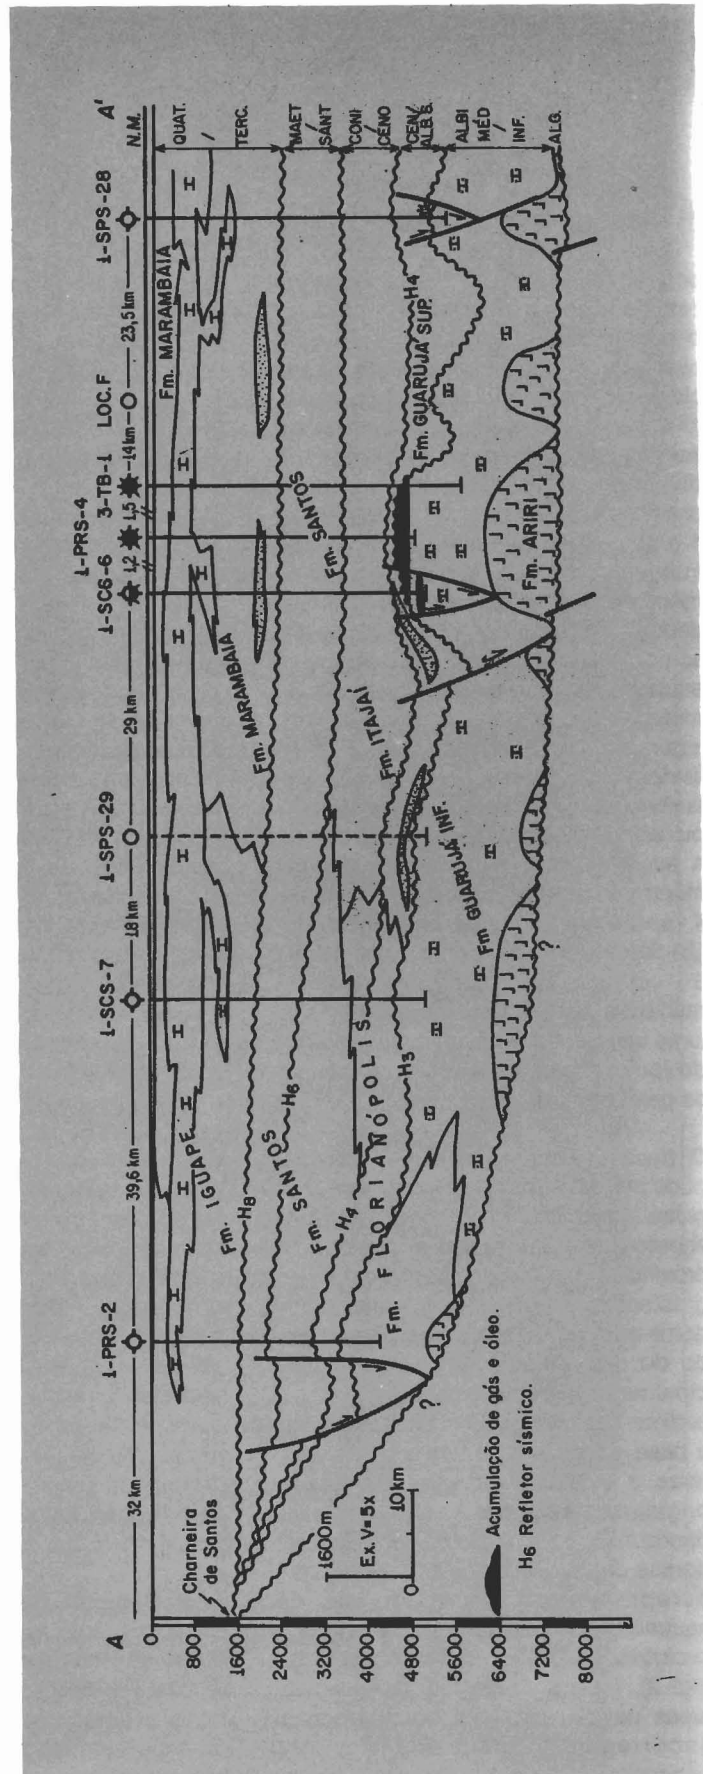 A
A'
32 km
1-PRS-2
39,6 km
1-SCS-7
18 km
1-SPS-29
29 km
1-SC6-6
1,2
1-PRS-4
1,5
3-TB-1
14 km
LOC. F
23,5 km
1-SPS-28
N.M.
0
800
1600
2400
3200
4000
4800
5600
6400
7200
8000
Charneira
de Santos
IGUAPE
Fm. MARAMBAIA
Fm. MARAMBAIA
Fm.
H8
SANTOS
H6
Fm.
Fm. SANTOS
H4
H4
Fm. FLORIANÓPOLIS
H3
Fm. ITAJAÍ
Fm. GUARUJÁ SUP.
Fm GUARUJÁ INF.
Fm. ARIRI
?
?
QUAT.
/
TERC.
MAET
/
SANT
CONI
/
CENO
CEN/
ALB S.
ALBI
MÉD
/
INF.
ALG.
1600m
Ex. V= 5x
0
10 km
Acumulação de gás e óleo.
H6 Refletor sísmico.